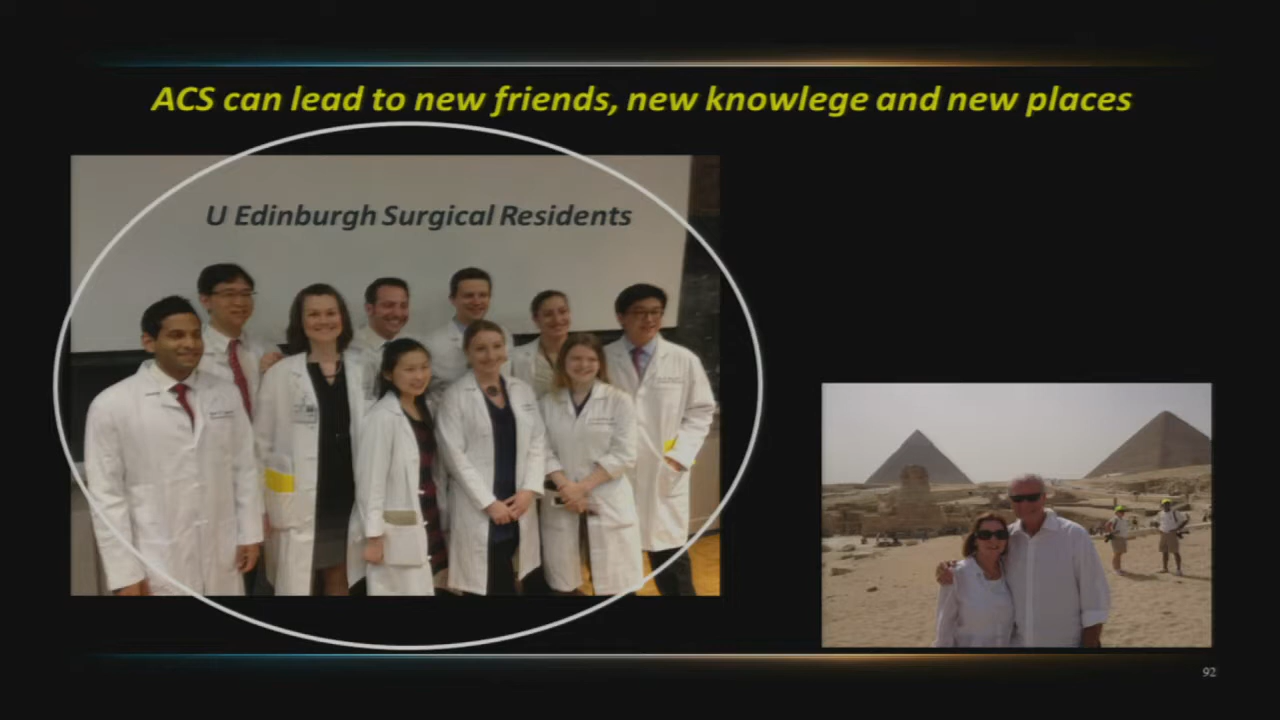 ACS can lead to new friends, new knowlege and new places
U Edinburgh Surgical Residents
92